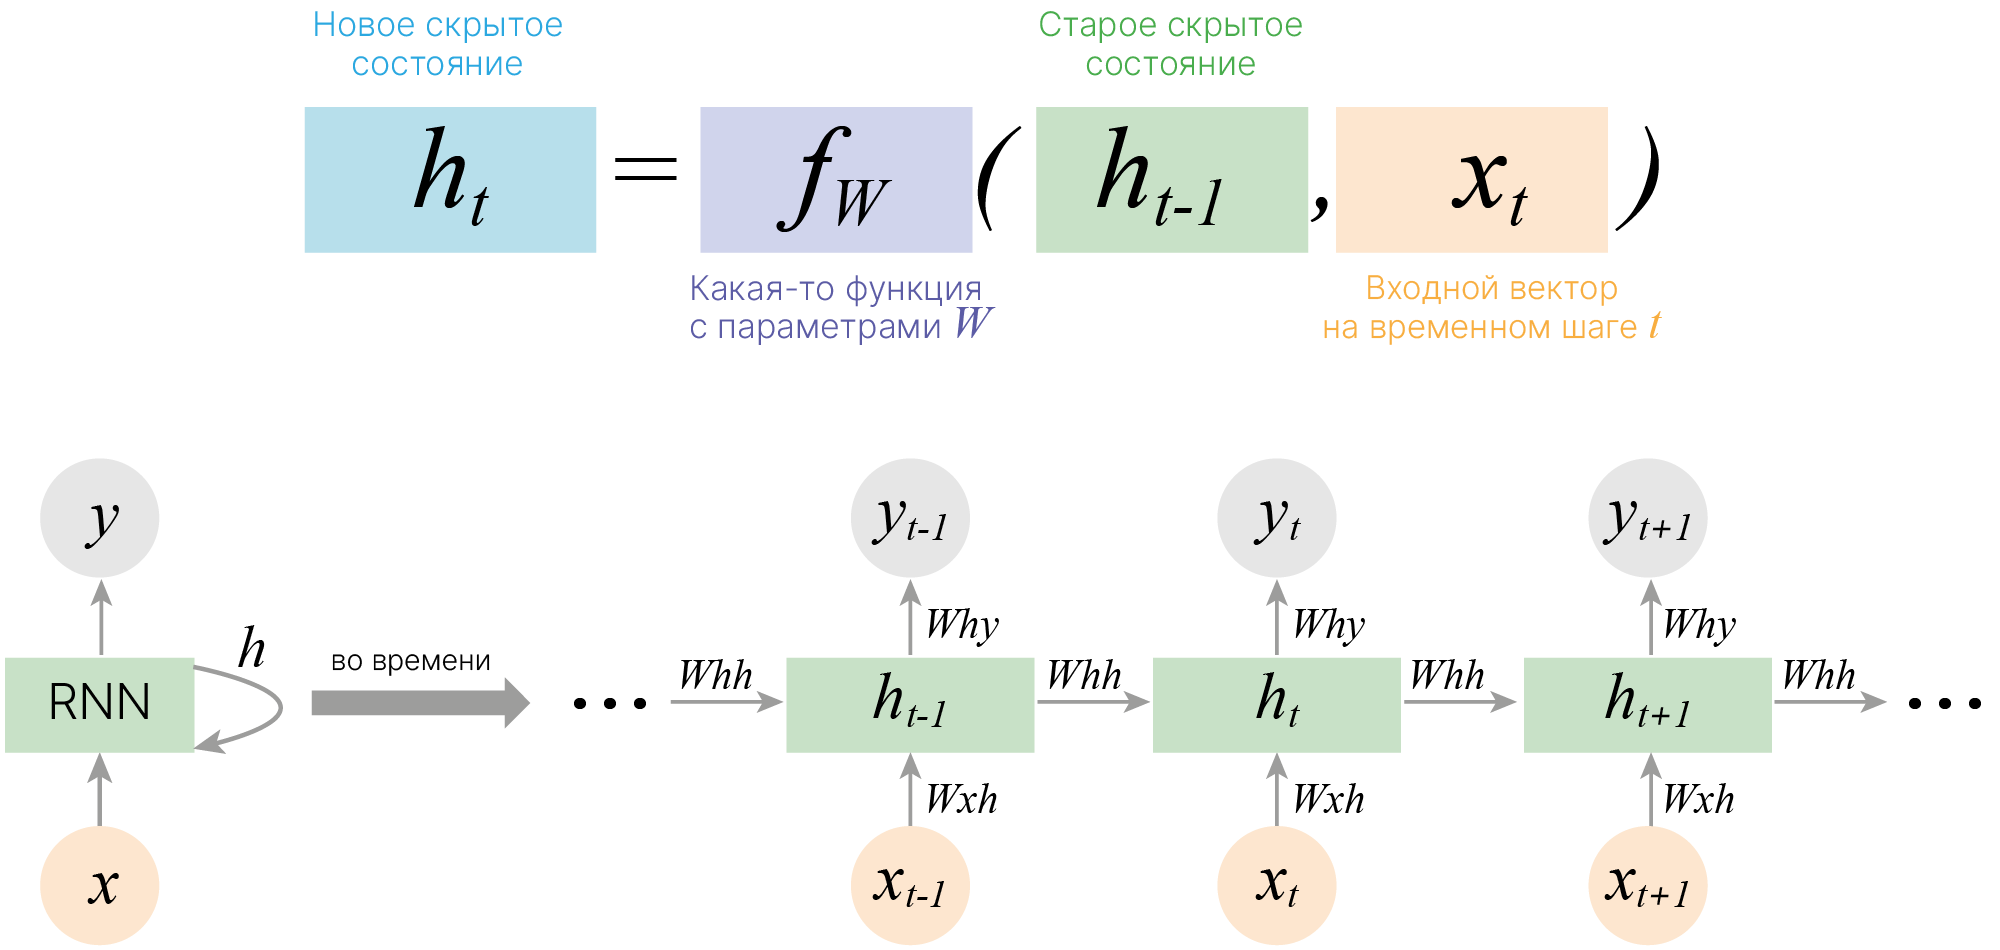 Новое скрытое
состояние
Старое скрытое
состояние
h_t = f_W ( h_{t-1} , x_t )
Какая-то функция
с параметрами W
Входной вектор
на временном шаге t
y
y_{t-1}
y_t
y_{t+1}
Why
Why
Why
h
во времени
RNN
...
Whh
h_{t-1}
Whh
h_t
Whh
h_{t+1}
Whh
...
Wxh
Wxh
Wxh
x
x_{t-1}
x_t
x_{t+1}